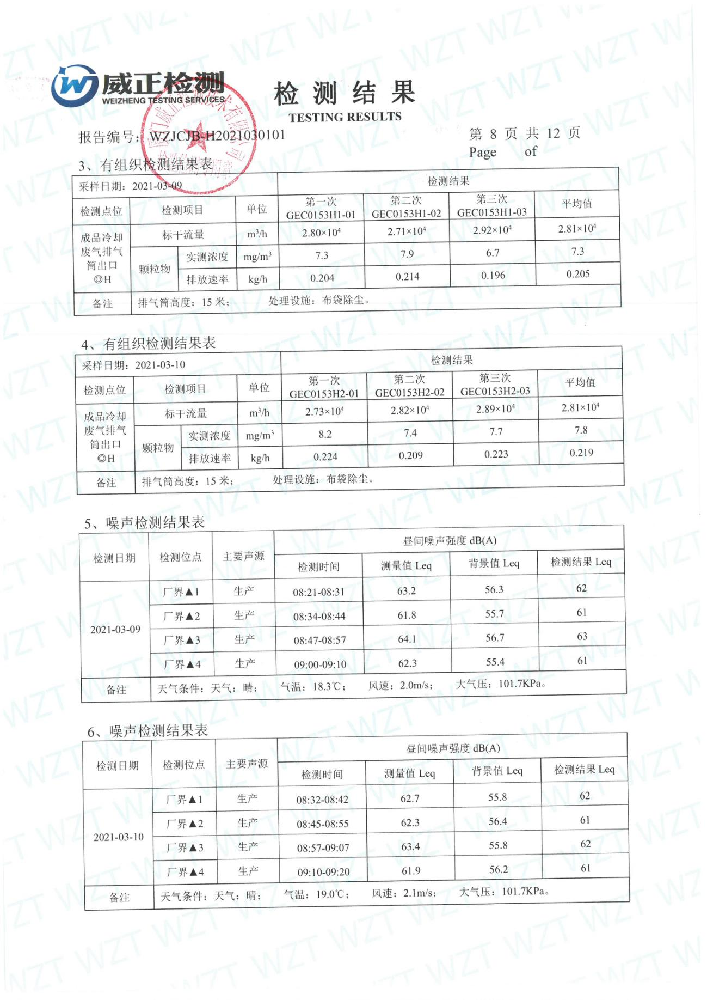 威正检测
WEIZHENG TESTING SERVICES
检测结果
TESTING RESULTS
报告编号：WZJCJB-H2021030101
第 8 页 共 12 页
Page of
3、有组织检测结果表
采样日期：2021-03-09 检测结果
检测点位 检测项目 单位 第一次 GEC0153H1-01 第二次 GEC0153H1-02 第三次 GEC0153H1-03 平均值
成品冷却废气排气筒出口◎H 标干流量 m³/h 2.80×10⁴ 2.71×10⁴ 2.92×10⁴ 2.81×10⁴
颗粒物 实测浓度 mg/m³ 7.3 7.9 6.7 7.3
排放速率 kg/h 0.204 0.214 0.196 0.205
备注 排气筒高度：15 米； 处理设施：布袋除尘。
4、有组织检测结果表
采样日期：2021-03-10 检测结果
检测点位 检测项目 单位 第一次 GEC0153H2-01 第二次 GEC0153H2-02 第三次 GEC0153H2-03 平均值
成品冷却废气排气筒出口◎H 标干流量 m³/h 2.73×10⁴ 2.82×10⁴ 2.89×10⁴ 2.81×10⁴
颗粒物 实测浓度 mg/m³ 8.2 7.4 7.7 7.8
排放速率 kg/h 0.224 0.209 0.223 0.219
备注 排气筒高度：15 米； 处理设施：布袋除尘。
5、噪声检测结果表
检测日期 检测位点 主要声源 昼间噪声强度 dB(A)
检测时间 测量值 Leq 背景值 Leq 检测结果 Leq
2021-03-09 厂界▲1 生产 08:21-08:31 63.2 56.3 62
厂界▲2 生产 08:34-08:44 61.8 55.7 61
厂界▲3 生产 08:47-08:57 64.1 56.7 63
厂界▲4 生产 09:00-09:10 62.3 55.4 61
备注 天气条件：天气：晴； 气温：18.3℃； 风速：2.0m/s； 大气压：101.7KPa。
6、噪声检测结果表
检测日期 检测位点 主要声源 昼间噪声强度 dB(A)
检测时间 测量值 Leq 背景值 Leq 检测结果 Leq
2021-03-10 厂界▲1 生产 08:32-08:42 62.7 55.8 62
厂界▲2 生产 08:45-08:55 62.3 56.4 61
厂界▲3 生产 08:57-09:07 63.4 55.8 62
厂界▲4 生产 09:10-09:20 61.9 56.2 61
备注 天气条件：天气：晴； 气温：19.0℃； 风速：2.1m/s； 大气压：101.7KPa。